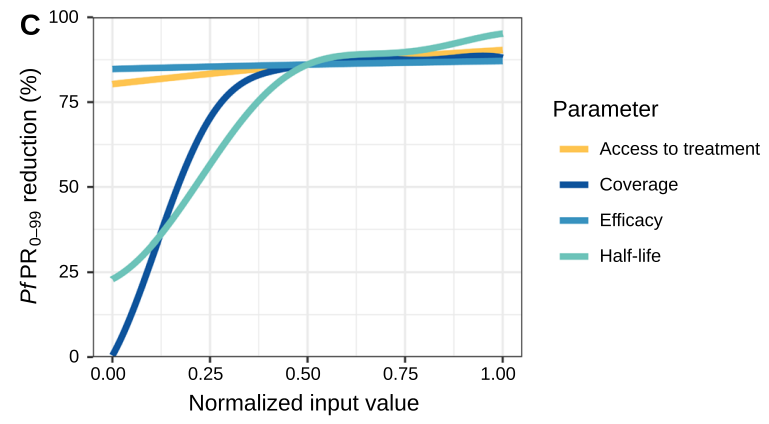 C
PfPR0–99 reduction (%)
100
75
50
25
0
0.00 0.25 0.50 0.75 1.00
Normalized input value
Parameter
Access to treatment
Coverage
Efficacy
Half-life